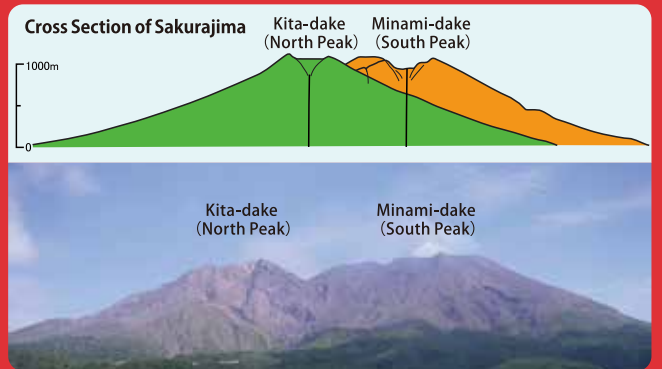 Cross Section of Sakurajima
Kita-dake
（North Peak）
Minami-dake
（South Peak）
1000m
0
Kita-dake
（North Peak）
Minami-dake
（South Peak）